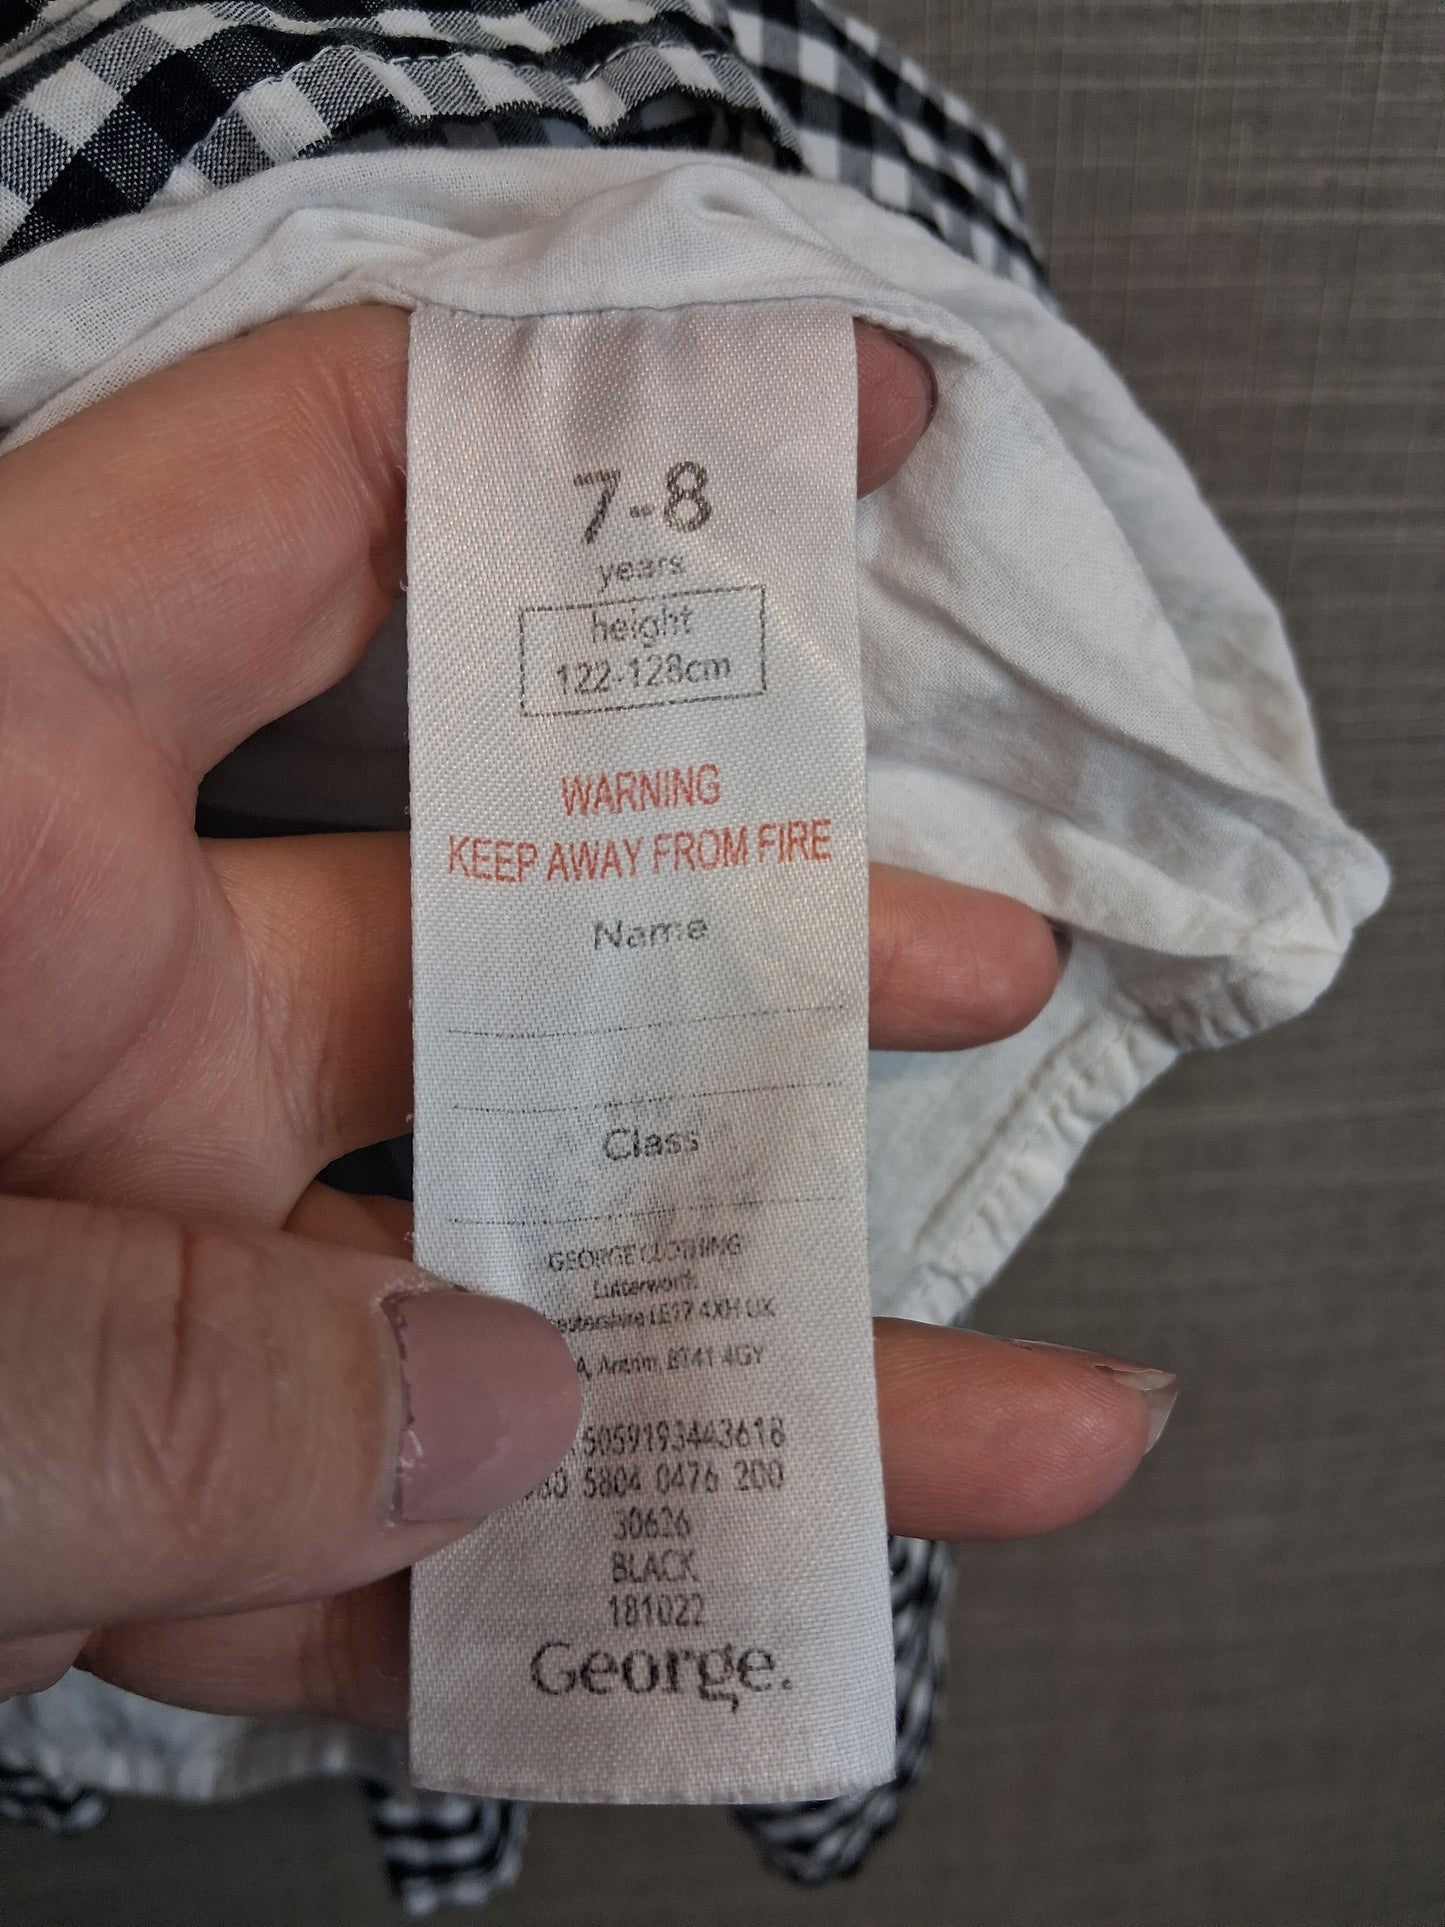 7-8
years
height
122-128cm
WARNING
KEEP AWAY FROM FIRE
Name
Class
GEORGE CLOTHING
Lutterworth
LE17 4XH UK
Antrim, BT41 4GY
5059193443618
5804 0476 200
30626
BLACK
181022
George.